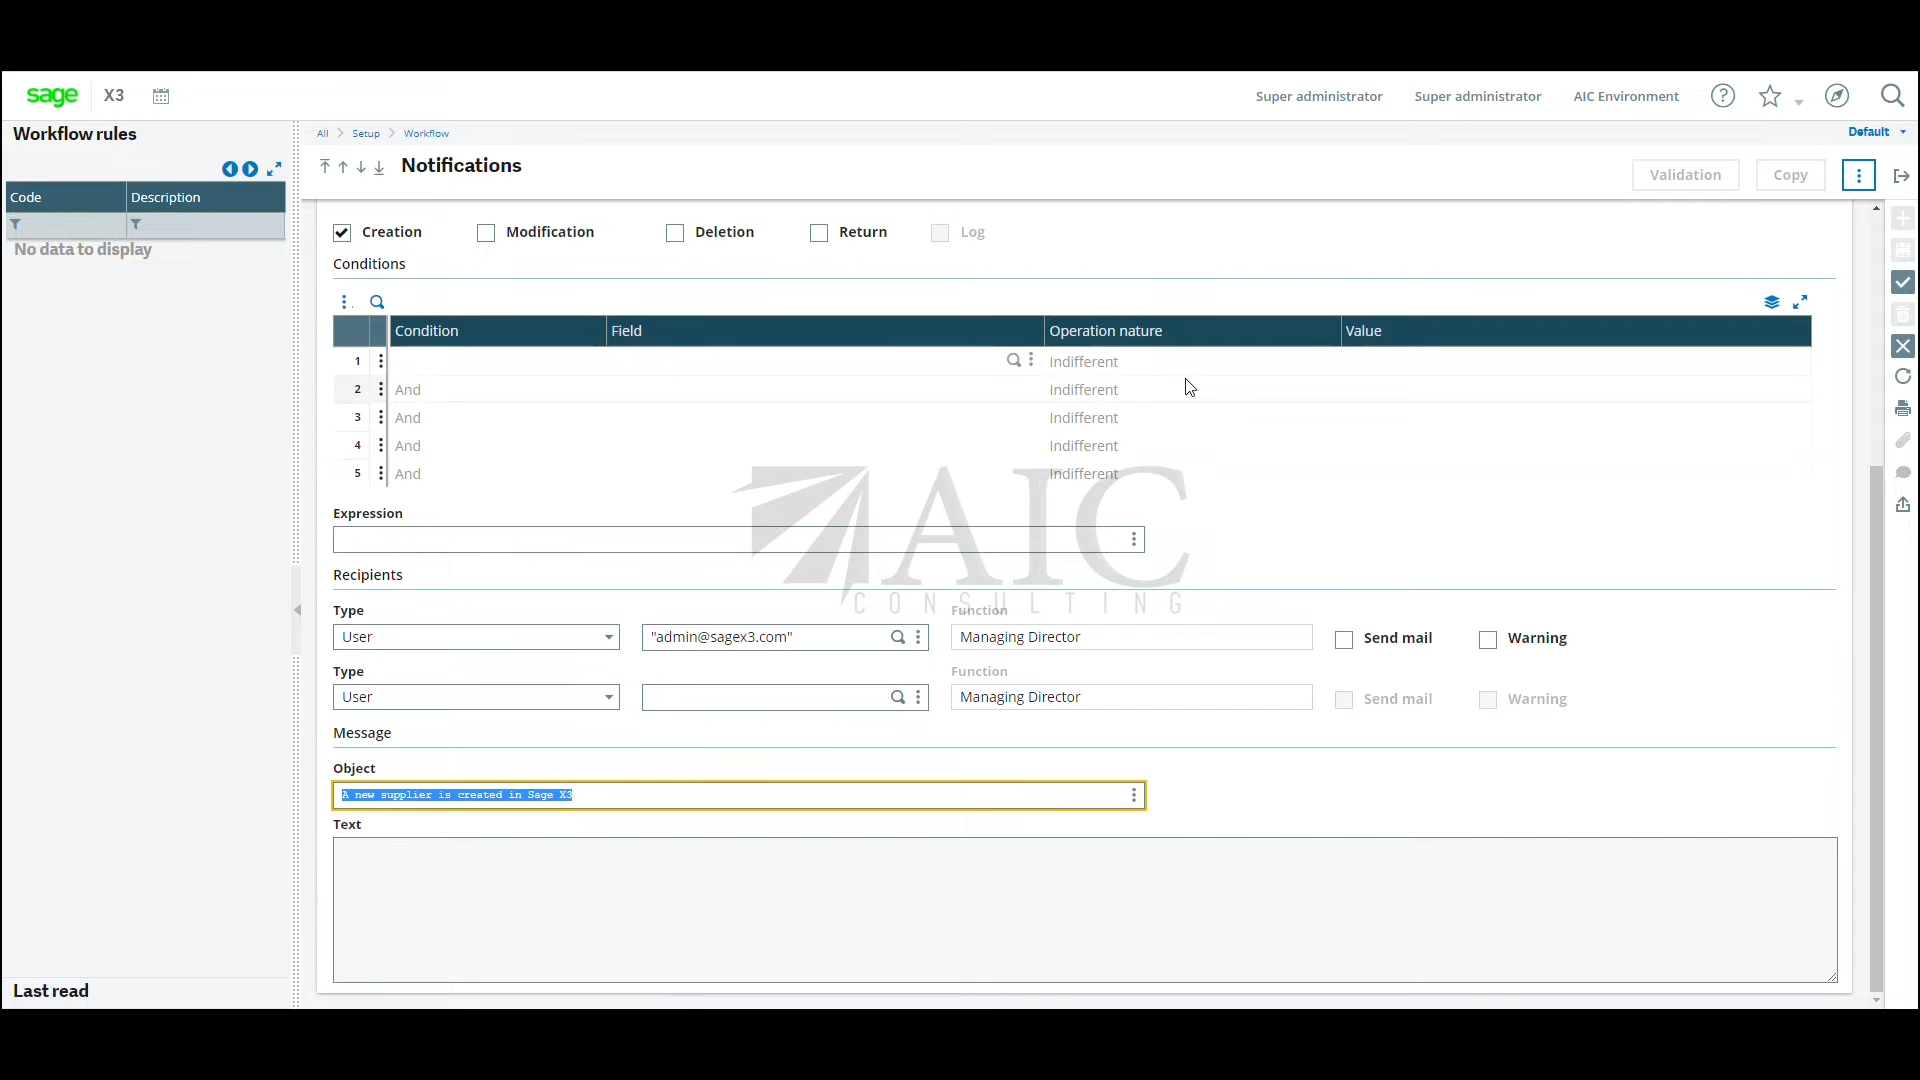 sage X3 Super administrator Super administrator AIC Environment
Workflow rules
All Setup Workflow Default
Notifications
Validation Copy
Code Description
No data to display
Creation Modification Deletion Return Log
Conditions
Condition Field Operation nature Value
1 Indifferent
2 And Indifferent
3 And Indifferent
4 And Indifferent
5 And Indifferent
AIC
CONSULTING
Expression
Recipients
Type Function
User "admin@sagex3.com" Managing Director Send mail Warning
Type Function
User Managing Director Send mail Warning
Message
Object
A new supplier is created in Sage X3
Text
Last read